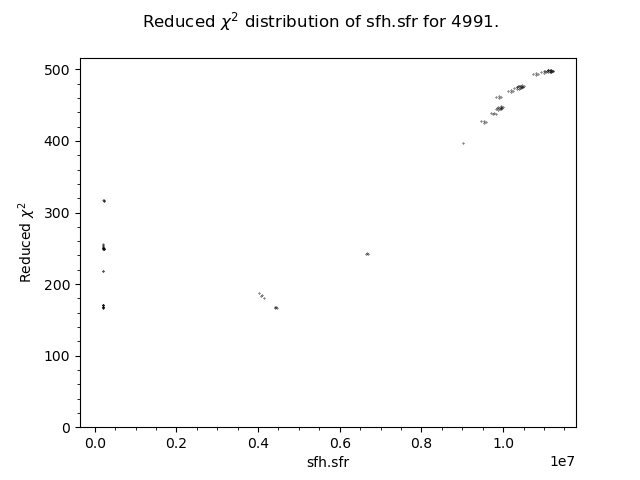 Reduced χ² distribution of sfh.sfr for 4991.
500
400
300
200
100
0
Reduced χ²
0.0 0.2 0.4 0.6 0.8 1.0
1e7
sfh.sfr